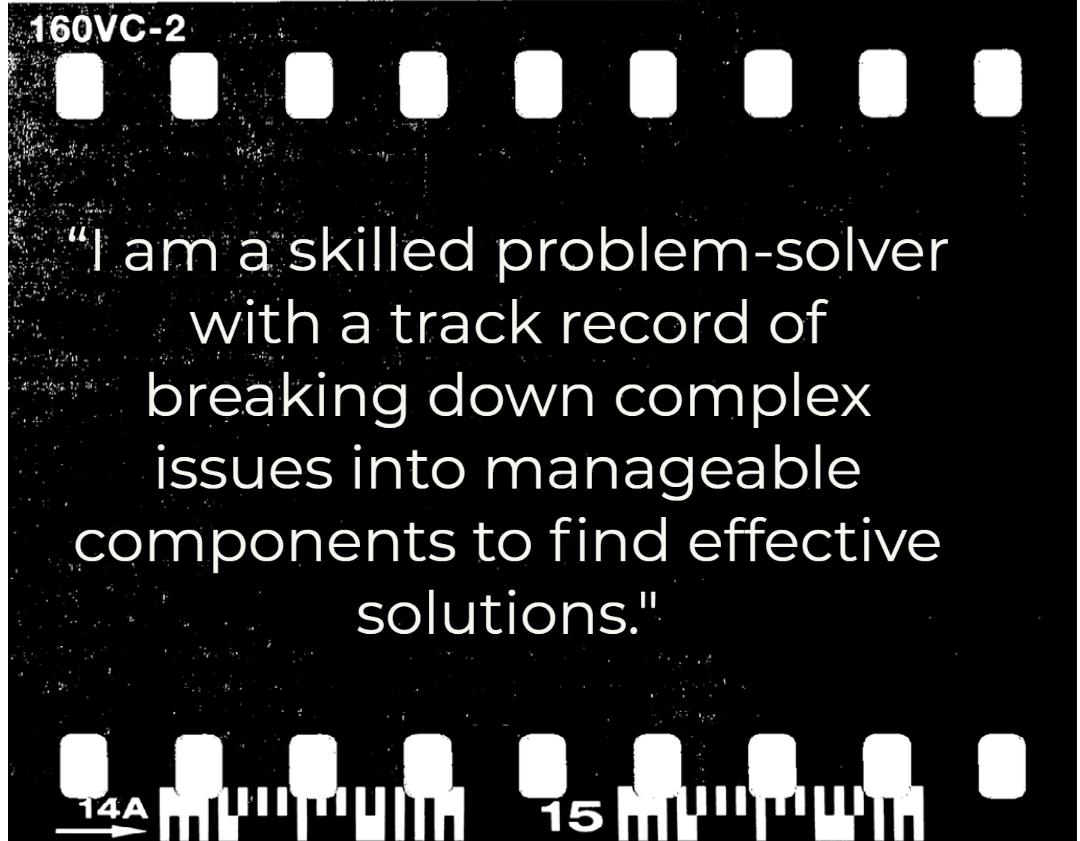 160VC-2
“I am a skilled problem-solver
with a track record of
breaking down complex
issues into manageable
components to find effective
solutions."
14A
15